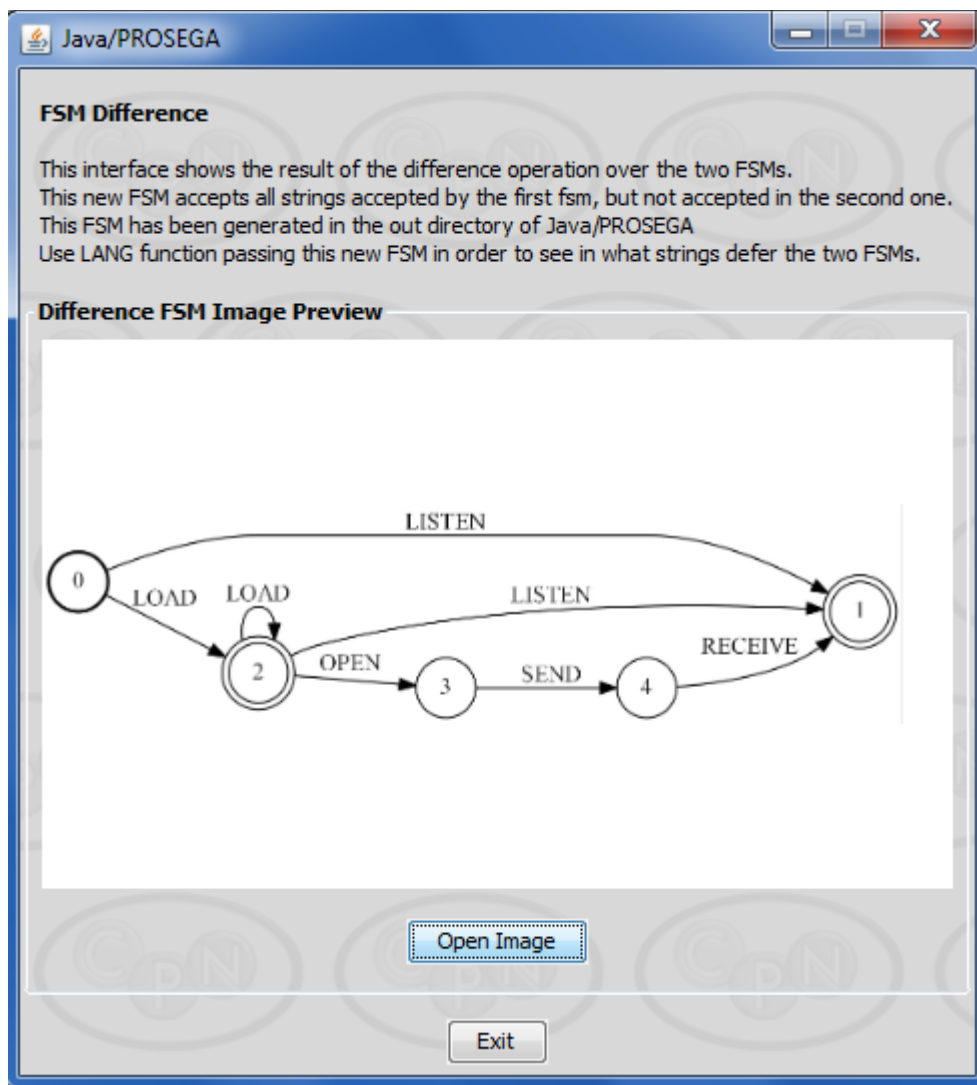 Java/PROSEGA
FSM Difference
This interface shows the result of the difference operation over the two FSMs.
This new FSM accepts all strings accepted by the first fsm, but not accepted in the second one.
This FSM has been generated in the out directory of Java/PROSEGA
Use LANG function passing this new FSM in order to see in what strings defer the two FSMs.
Difference FSM Image Preview
LISTEN
0
LOAD
LOAD
LISTEN
1
2
OPEN
3
SEND
4
RECEIVE
Open Image
Exit
CPN